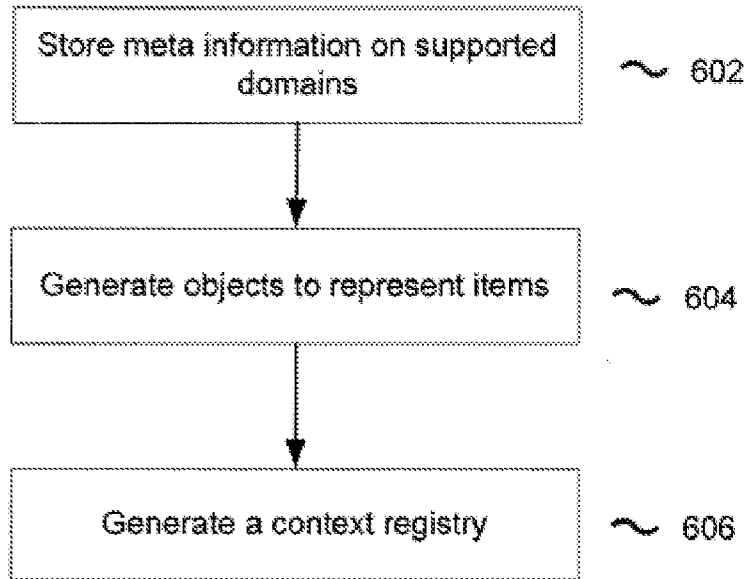 Store meta information on supported
domains
602
Generate objects to represent items
604
Generate a context registry
606